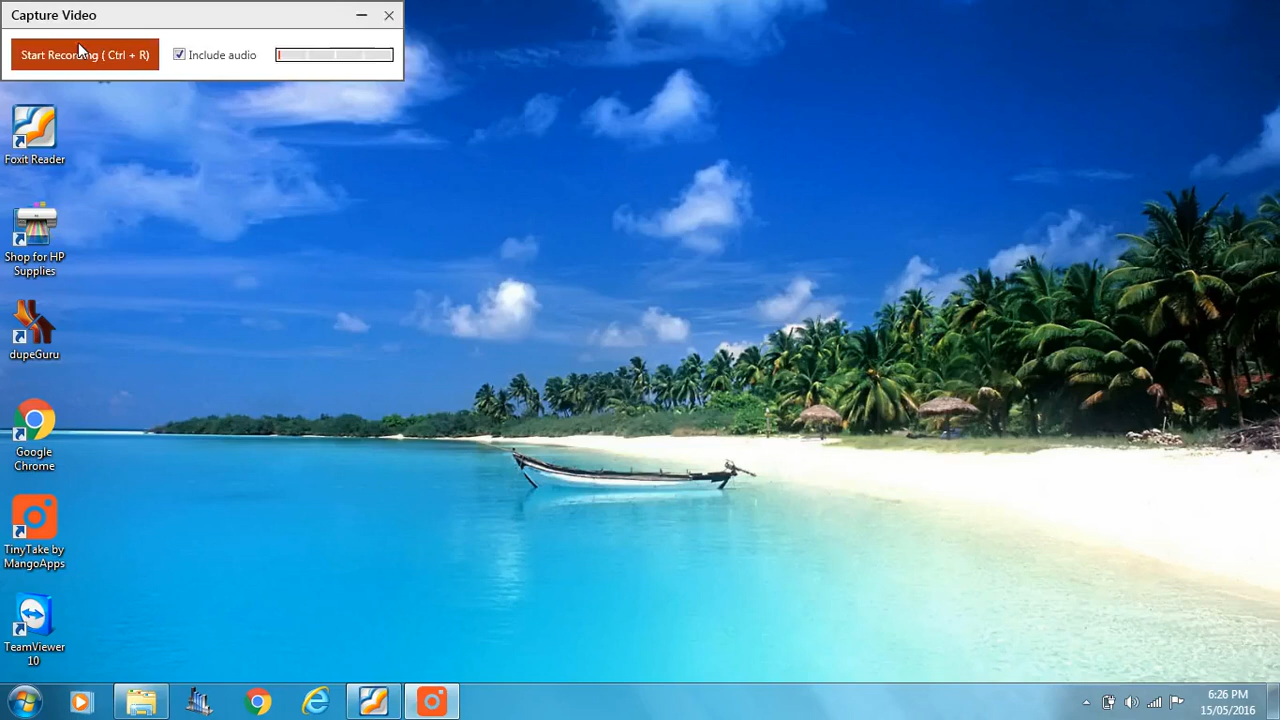 Capture Video
Start Recording ( Ctrl + R)
Include audio
Foxit Reader
Shop for HP
Supplies
dupeGuru
Google
Chrome
TinyTake by
MangoApps
TeamViewer
10
6:26 PM
15/05/2016